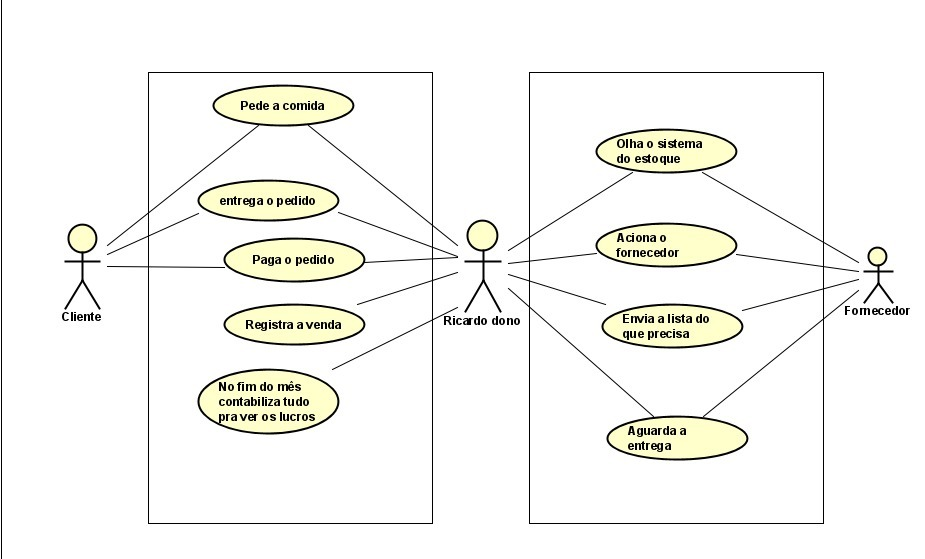 Pede a comida
entrega o pedido
Paga o pedido
Registra a venda
No fim do mês
contabiliza tudo
pra ver os lucros
Cliente
Ricardo dono
Olha o sistema
do estoque
Aciona o
fornecedor
Envia a lista do
que precisa
Aguarda a
entrega
Fornecedor